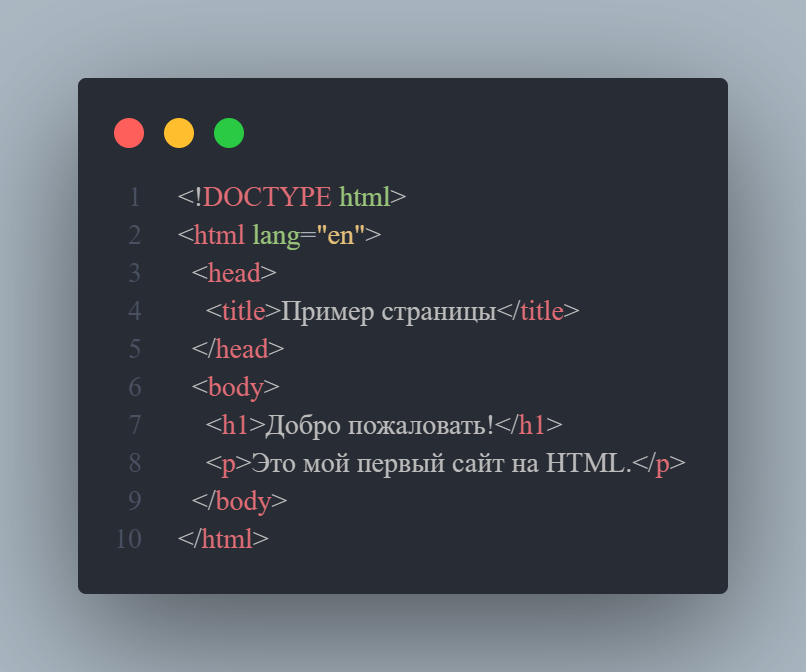 1 <!DOCTYPE html>
2 <html lang="en">
3   <head>
4     <title>Пример страницы</title>
5   </head>
6   <body>
7     <h1>Добро пожаловать!</h1>
8     <p>Это мой первый сайт на HTML.</p>
9   </body>
10 </html>